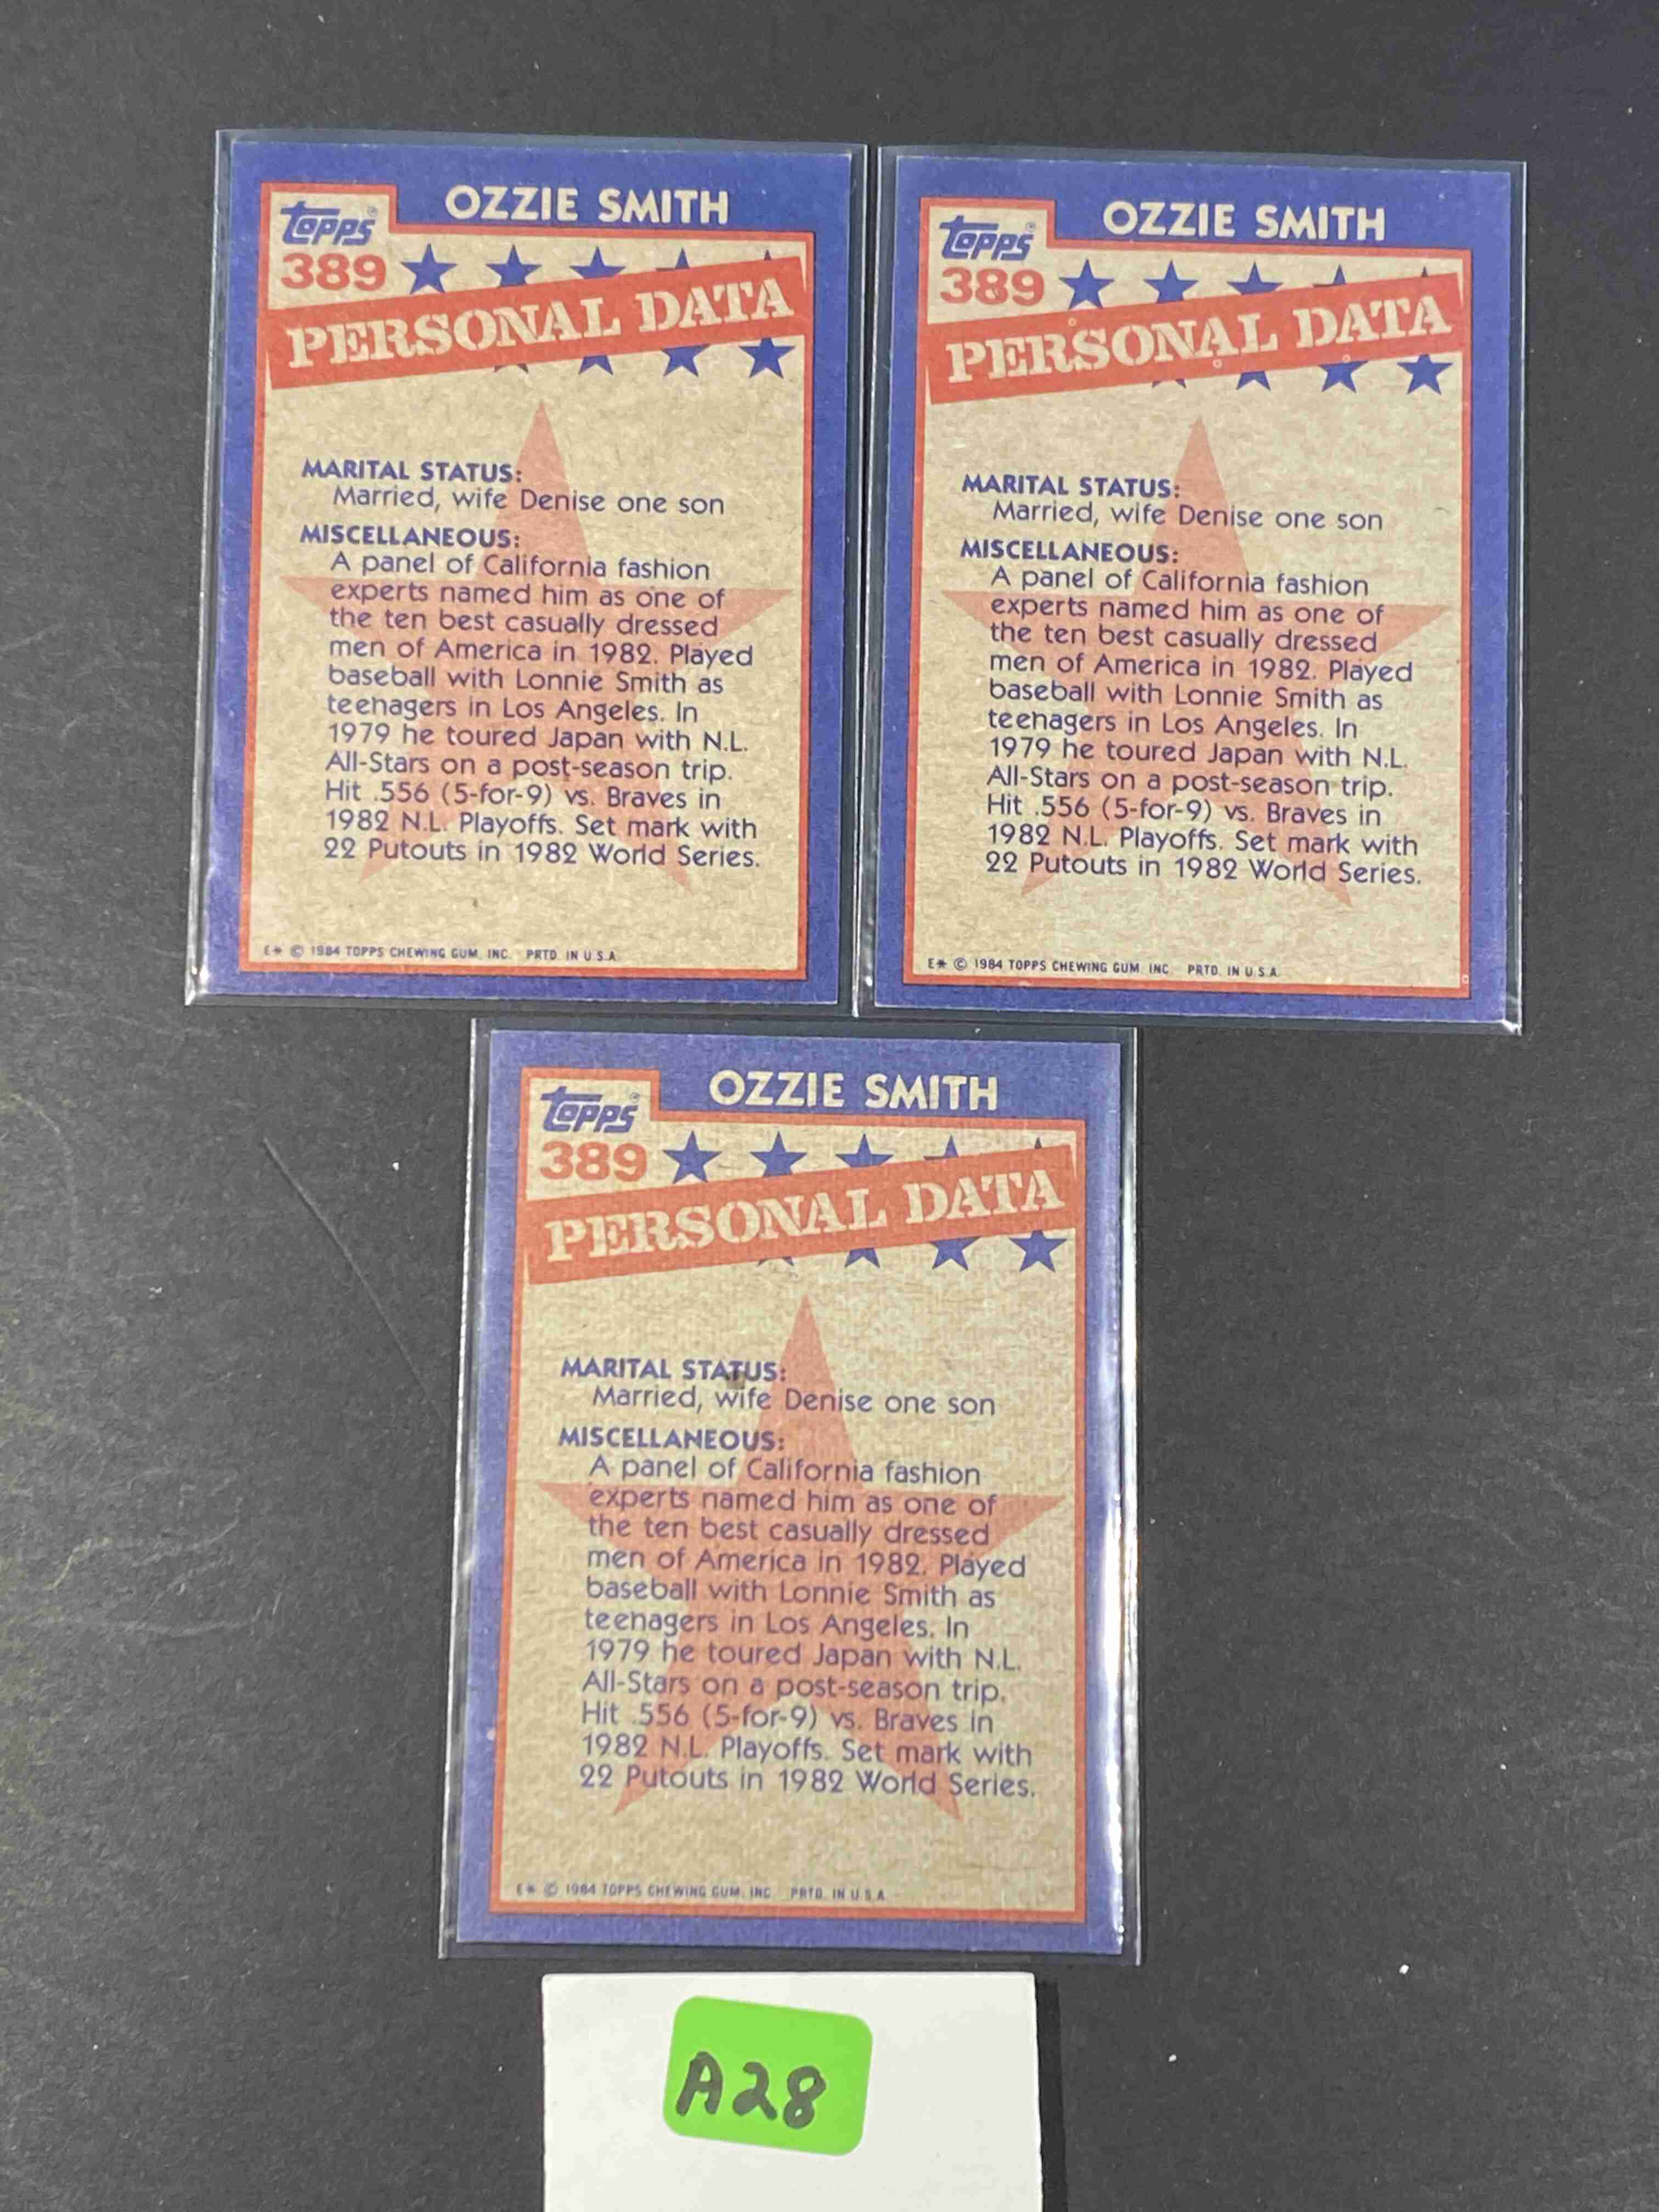 OZZIE SMITH
Topps®
389
PERSONAL DATA
MARITAL STATUS:
Married, wife Denise one son
MISCELLANEOUS:
A panel of California fashion
experts named him as one of
the ten best casually dressed
men of America in 1982. Played
baseball with Lonnie Smith as
teenagers in Los Angeles. In
1979 he toured Japan with N.L.
All-Stars on a post-season trip.
Hit .556 (5-for-9) vs. Braves in
1982 N.L. Playoffs. Set mark with
22 Putouts in 1982 World Series.
E* © 1984 TOPPS CHEWING GUM, INC. PRTD. IN U.S.A.
OZZIE SMITH
Topps®
389
PERSONAL DATA
MARITAL STATUS:
Married, wife Denise one son
MISCELLANEOUS:
A panel of California fashion
experts named him as one of
the ten best casually dressed
men of America in 1982. Played
baseball with Lonnie Smith as
teenagers in Los Angeles. In
1979 he toured Japan with N.L.
All-Stars on a post-season trip.
Hit .556 (5-for-9) vs. Braves in
1982 N.L. Playoffs. Set mark with
22 Putouts in 1982 World Series.
E* © 1984 TOPPS CHEWING GUM, INC. PRTD. IN U.S.A.
OZZIE SMITH
Topps®
389
PERSONAL DATA
MARITAL STATUS:
Married, wife Denise one son
MISCELLANEOUS:
A panel of California fashion
experts named him as one of
the ten best casually dressed
men of America in 1982. Played
baseball with Lonnie Smith as
teenagers in Los Angeles. In
1979 he toured Japan with N.L.
All-Stars on a post-season trip.
Hit .556 (5-for-9) vs. Braves in
1982 N.L. Playoffs. Set mark with
22 Putouts in 1982 World Series.
E* © 1984 TOPPS CHEWING GUM, INC. PRTD. IN U.S.A.
A28